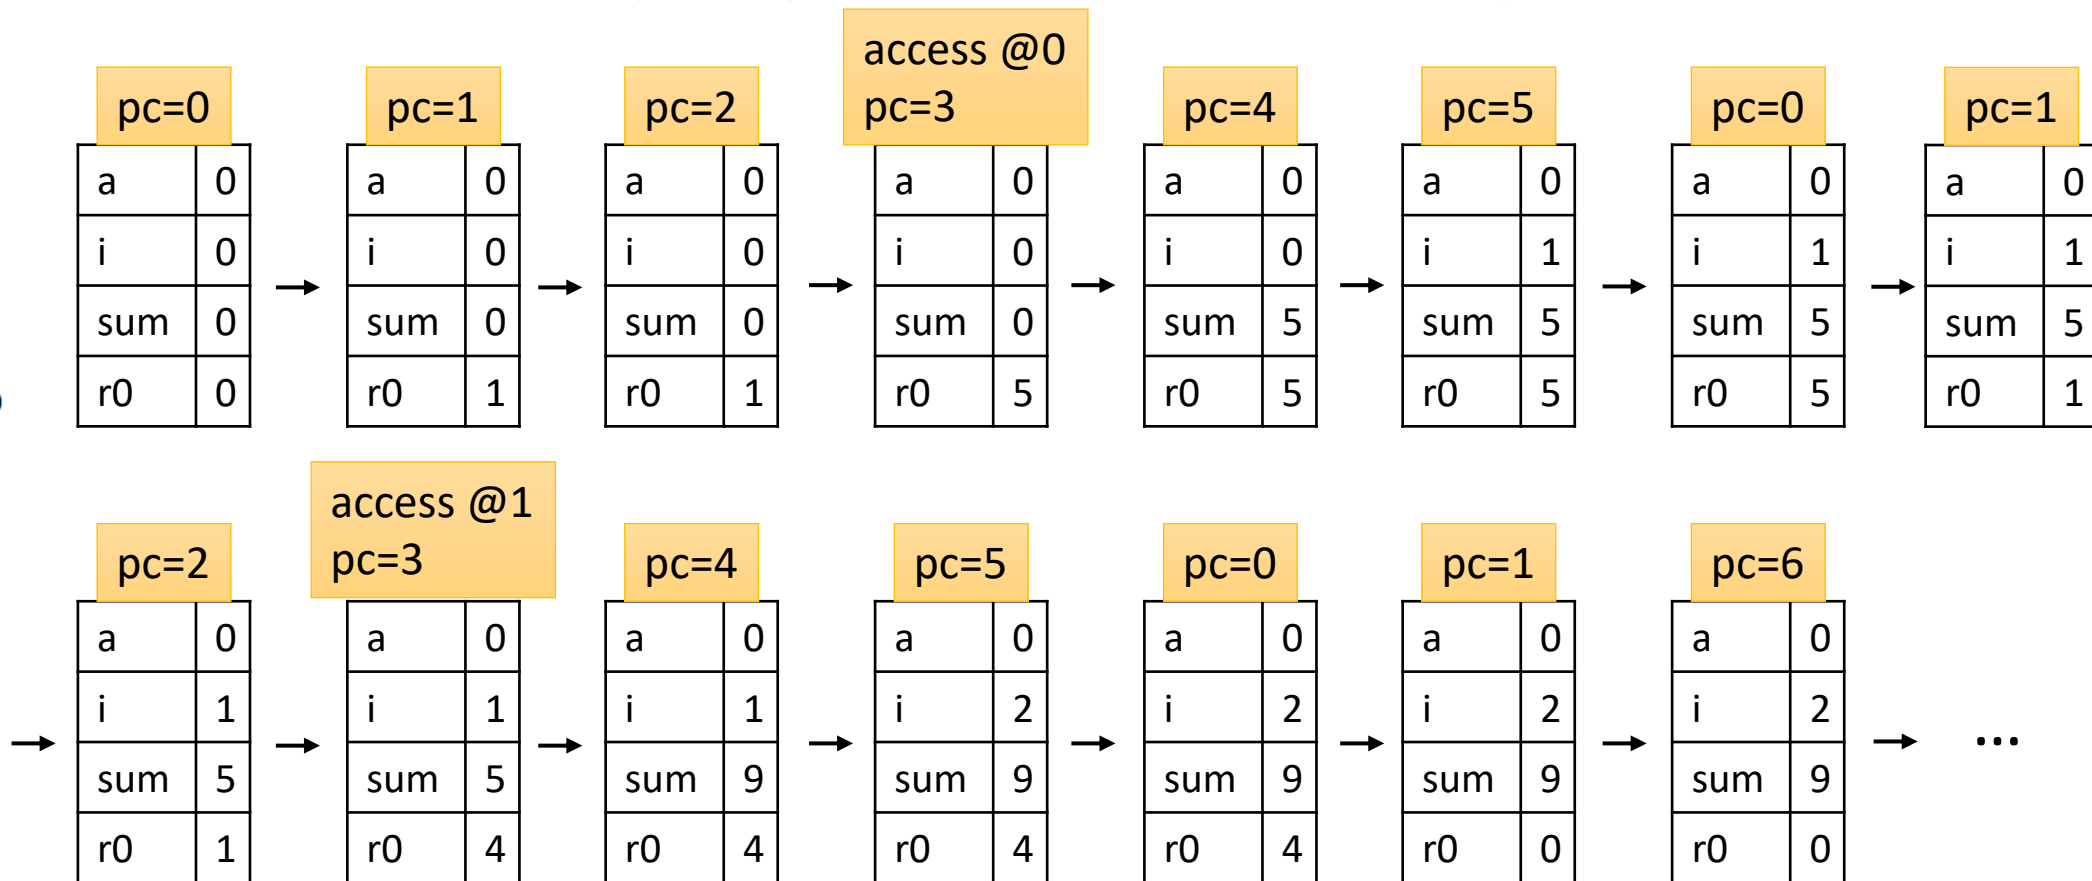 access @0
pc=0 pc=1 pc=2 pc=3 pc=4 pc=5 pc=0 pc=1
a 0 a 0 a 0 a 0 a 0 a 0 a 0 a 0
i 0 i 0 i 0 i 0 i 0 i 1 i 1 i 1
sum 0 sum 0 sum 0 sum 0 sum 5 sum 5 sum 5 sum 5
r0 0 r0 1 r0 1 r0 5 r0 5 r0 5 r0 5 r0 1
access @1
pc=2 pc=3 pc=4 pc=5 pc=0 pc=1 pc=6
a 0 a 0 a 0 a 0 a 0 a 0 a 0
i 1 i 1 i 1 i 2 i 2 i 2 i 2
sum 5 sum 5 sum 9 sum 9 sum 9 sum 9 sum 9 ...
r0 1 r0 4 r0 4 r0 4 r0 4 r0 0 r0 0